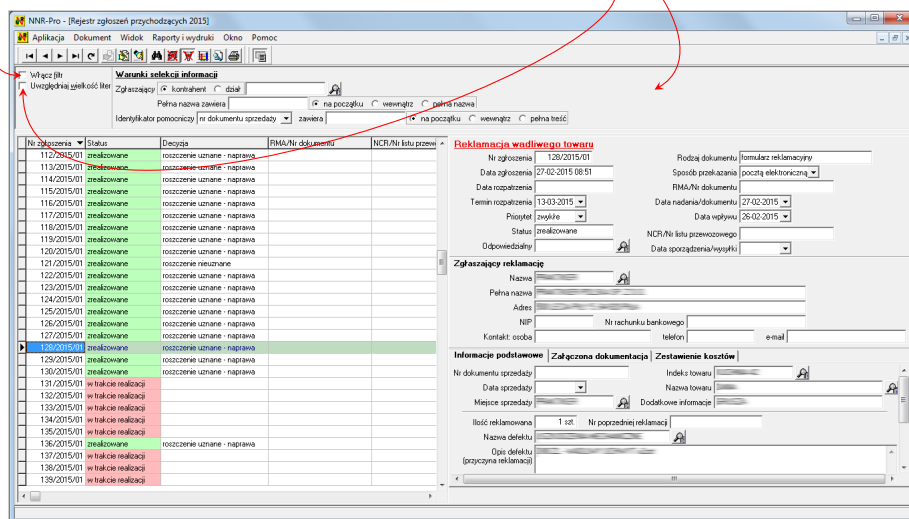 NNR-Pro - [Rejestr zgłoszeń przychodzących 2015]
Aplikacja Dokument Widok Raporty i wydruki Okno Pomoc
Włącz filtr
Uwzględniaj wielkość liter
Warunki selekcji informacji
Zgłaszający kontrahent dział
Pełna nazwa zawiera na początku wewnątrz pełna nazwa
Identyfikator pomocniczy nr dokumentu sprzedaży zawiera na początku wewnątrz pełna treść
Nr zgłoszenia Status Decyzja RMA/Nr dokumentu NCR/Nr listu przewo
112/2015/01 zrealizowane roszczenie uznane - naprawa
113/2015/01 zrealizowane roszczenie uznane - naprawa
114/2015/01 zrealizowane roszczenie uznane - naprawa
115/2015/01 zrealizowane roszczenie uznane - naprawa
116/2015/01 zrealizowane roszczenie uznane - naprawa
117/2015/01 zrealizowane roszczenie uznane - naprawa
118/2015/01 zrealizowane roszczenie uznane - naprawa
119/2015/01 zrealizowane roszczenie uznane - naprawa
120/2015/01 zrealizowane roszczenie uznane - naprawa
121/2015/01 zrealizowane roszczenie nieuznane
122/2015/01 zrealizowane roszczenie uznane - naprawa
123/2015/01 zrealizowane roszczenie uznane - naprawa
124/2015/01 zrealizowane roszczenie uznane - naprawa
125/2015/01 zrealizowane roszczenie uznane - naprawa
126/2015/01 zrealizowane roszczenie uznane - naprawa
127/2015/01 zrealizowane roszczenie uznane - naprawa
128/2015/01 zrealizowane roszczenie uznane - naprawa
129/2015/01 zrealizowane roszczenie uznane - naprawa
130/2015/01 zrealizowane roszczenie uznane - naprawa
131/2015/01 w trakcie realizacji
132/2015/01 w trakcie realizacji
133/2015/01 w trakcie realizacji
134/2015/01 w trakcie realizacji
135/2015/01 w trakcie realizacji
136/2015/01 zrealizowane roszczenie uznane - naprawa
137/2015/01 w trakcie realizacji
138/2015/01 w trakcie realizacji
139/2015/01 w trakcie realizacji
Reklamacja wadliwego towaru
Nr zgłoszenia 128/2015/01 Rodzaj dokumentu formularz reklamacyjny
Data zgłoszenia 27-02-2015 08:51 Sposób przekazania pocztą elektroniczną
Data rozpatrzenia RMA/Nr dokumentu
Termin rozpatrzenia 13-03-2015 Data nadania/dokumentu 27-02-2015
Priorytet zwykłe Data wpływu 26-02-2015
Status zrealizowane NCR/Nr listu przewozowego
Odpowiedzialny Data sporządzenia/wysyłki
Zgłaszający reklamację
Nazwa
Pełna nazwa
Adres
NIP Nr rachunku bankowego
Kontakt: osoba telefon e-mail
Informacje podstawowe Załączona dokumentacja Zestawienie kosztów
Nr dokumentu sprzedaży Indeks towaru
Data sprzedaży Nazwa towaru
Miejsce sprzedaży Dodatkowe informacje
Ilość reklamowana 1 szt. Nr poprzedniej reklamacji
Nazwa defektu
Opis defektu
(przyczyna reklamacji)